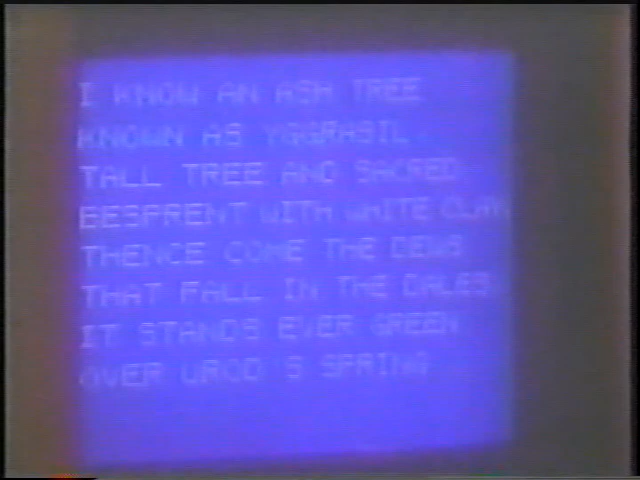 I KNOW AN ASH TREE
KNOWN AS YGGRASIL.
TALL TREE AND SACRED
BESPRENT WITH WHITE CLAY
THENCE COME THE DEWS
THAT FALL IN THE DALES.
IT STANDS EVER GREEN
OVER UROD'S SPRING